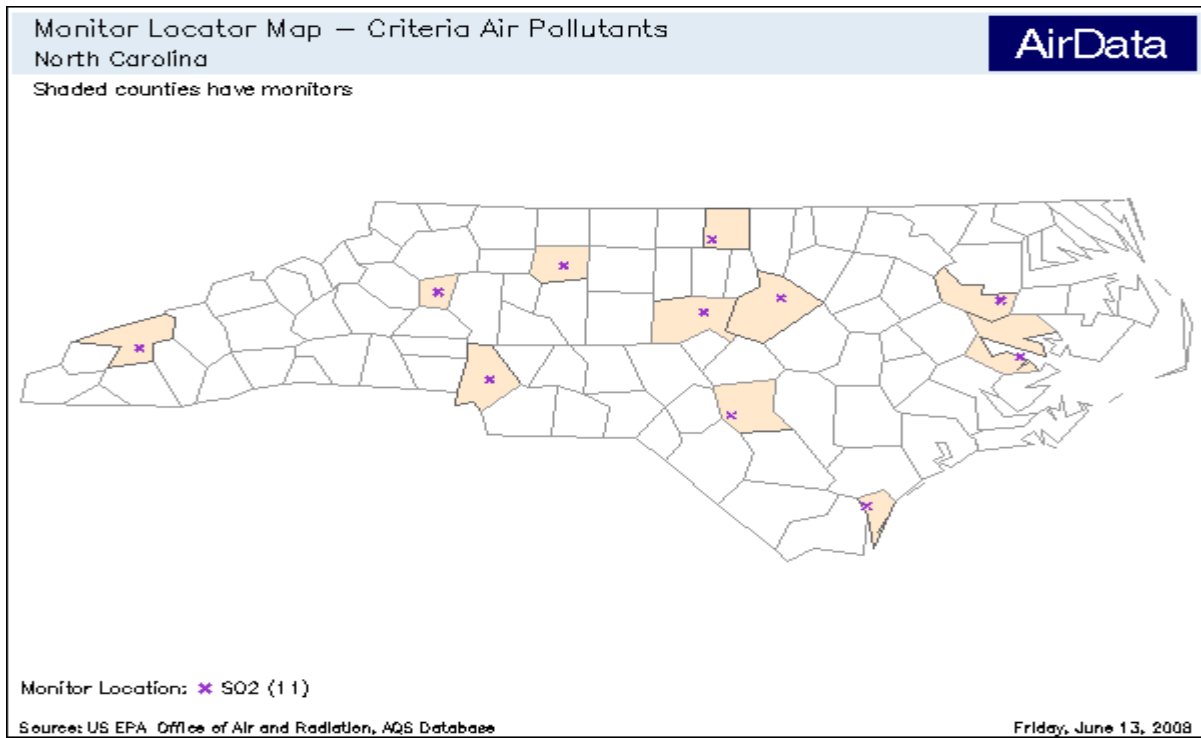 Monitor Locator Map – Criteria Air Pollutants
North Carolina
AirData
Shaded counties have monitors
Monitor Location: × SO2 (11)
Source: US EPA Office of Air and Radiation, AQS Database
Friday, June 13, 2008